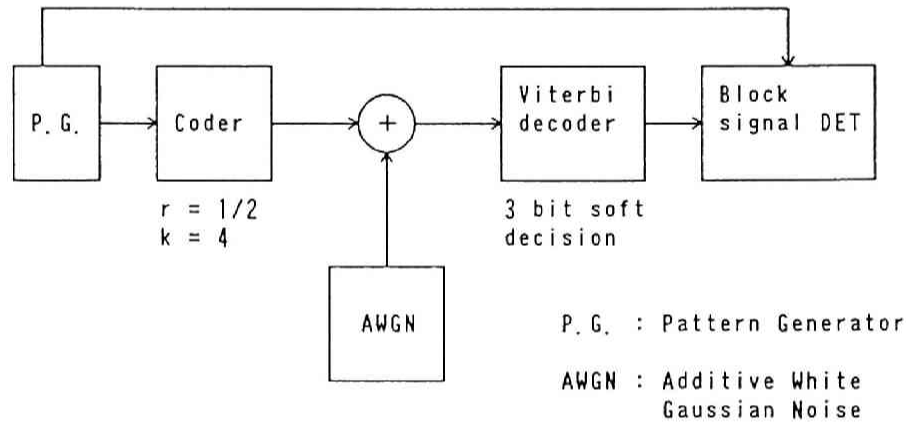 P.G.
Coder
+
Viterbi
decoder
Block
signal DET
r = 1/2
k = 4
3 bit soft
decision
AWGN
P.G. : Pattern Generator
AWGN : Additive White
Gaussian Noise